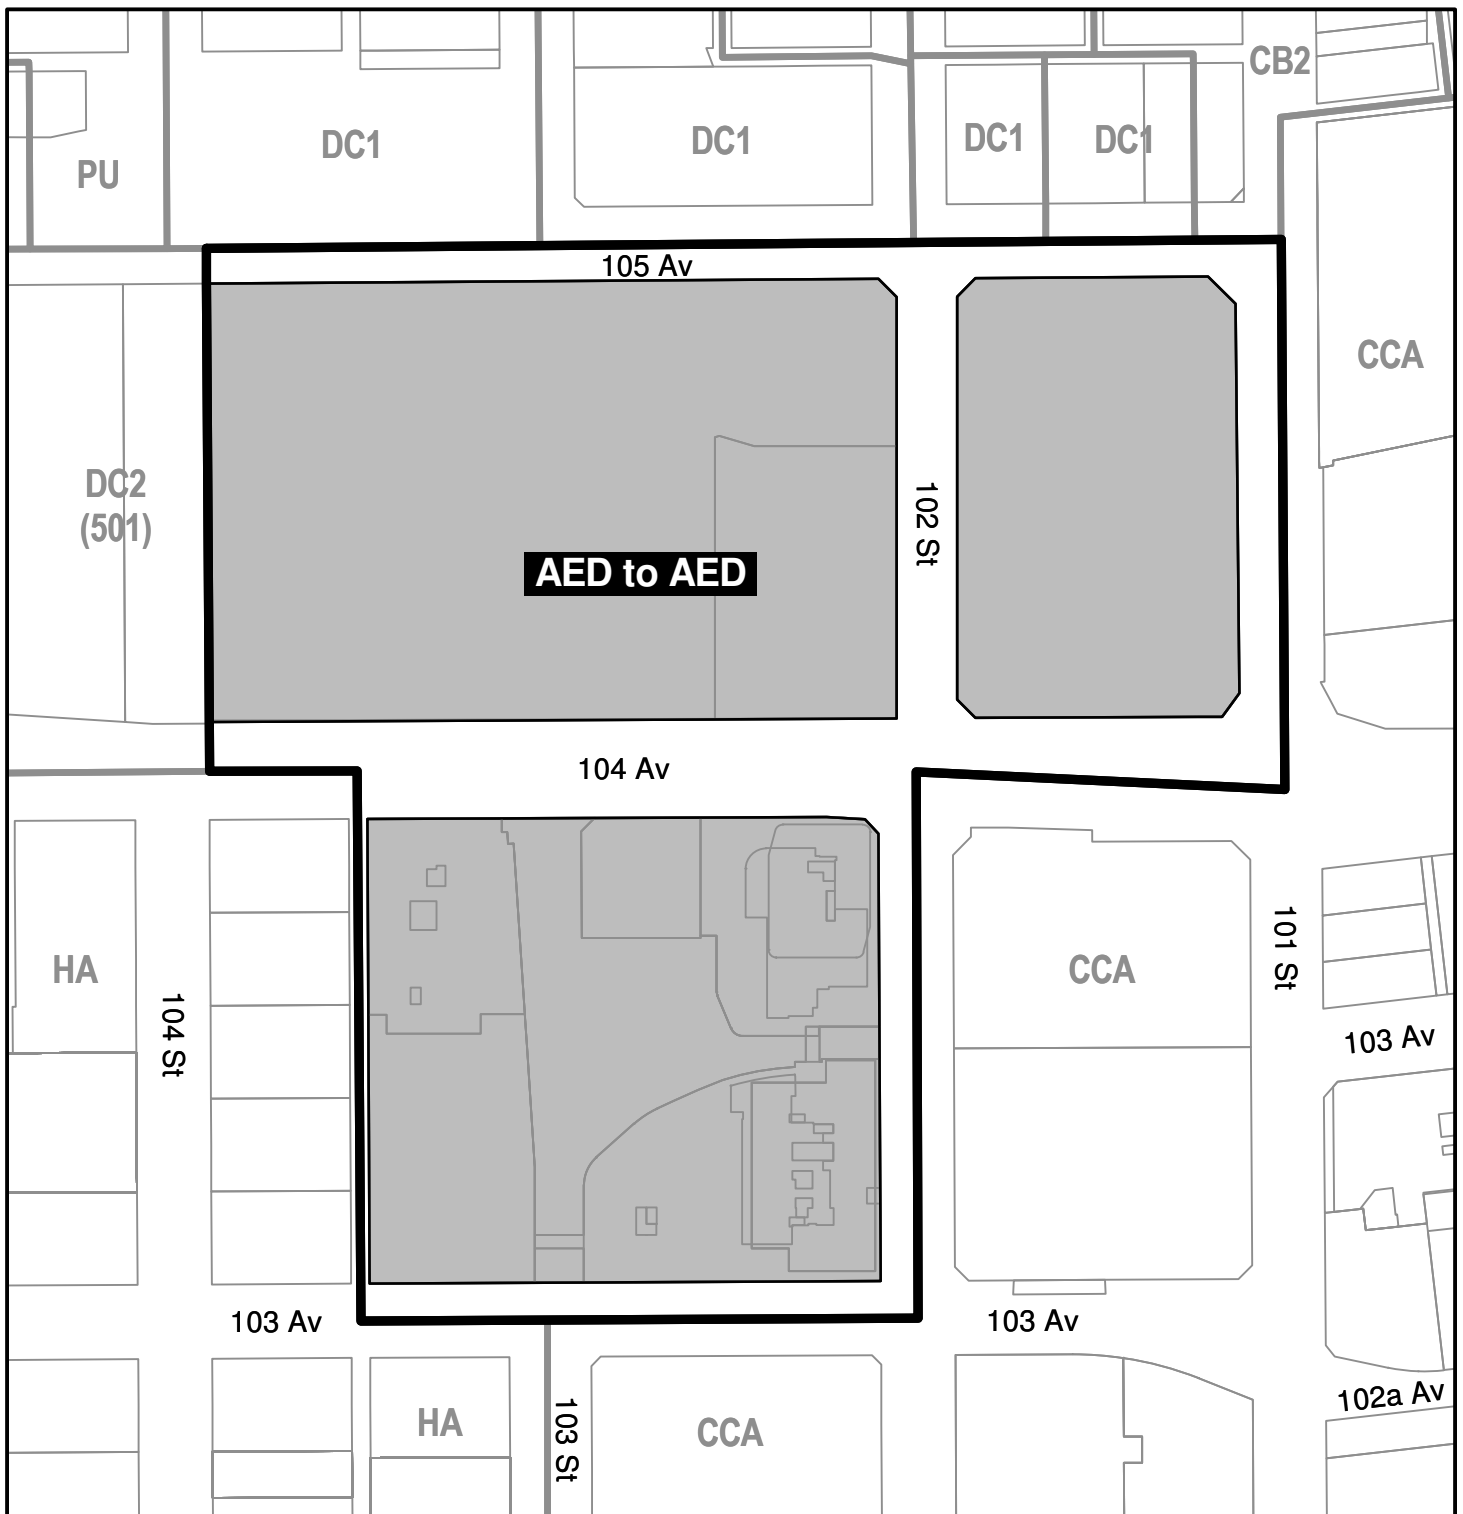 CB2
DC1
DC1
DC1
DC1
PU
105 Av
CCA
DC2
(501)
102 St
AED to AED
104 Av
HA
104 St
CCA
101 St
103 Av
103 Av
103 Av
102a Av
HA
103 St
CCA